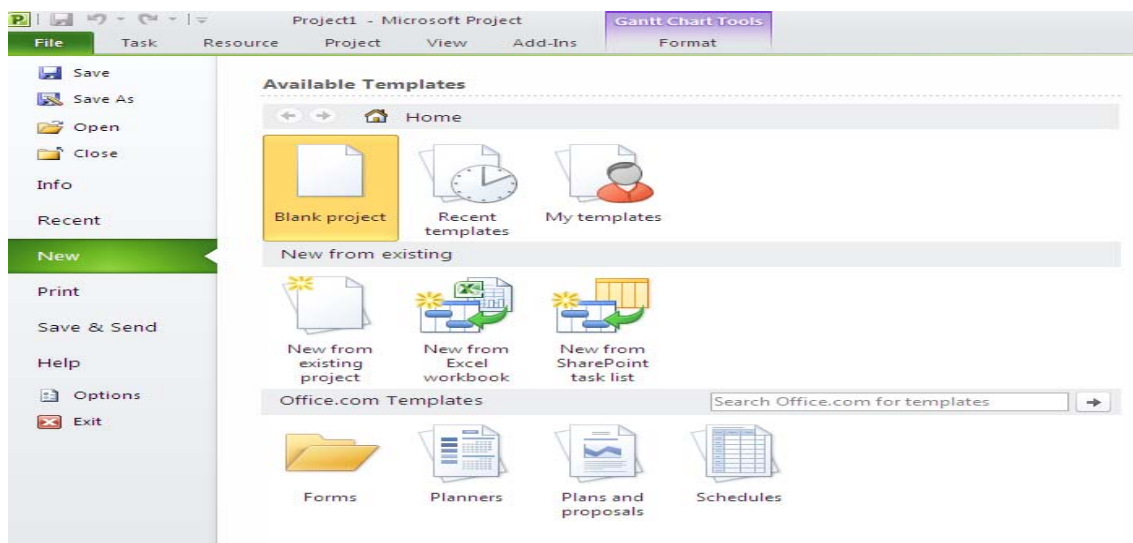 Project1 - Microsoft Project
Gantt Chart Tools
File Task Resource Project View Add-Ins Format
Save
Save As
Open
Close
Info
Recent
New
Print
Save & Send
Help
Options
Exit
Available Templates
Home
Blank project
Recent
templates
My templates
New from existing
New from
existing
project
New from
Excel
workbook
New from
SharePoint
task list
Office.com Templates
Search Office.com for templates
Forms
Planners
Plans and
proposals
Schedules